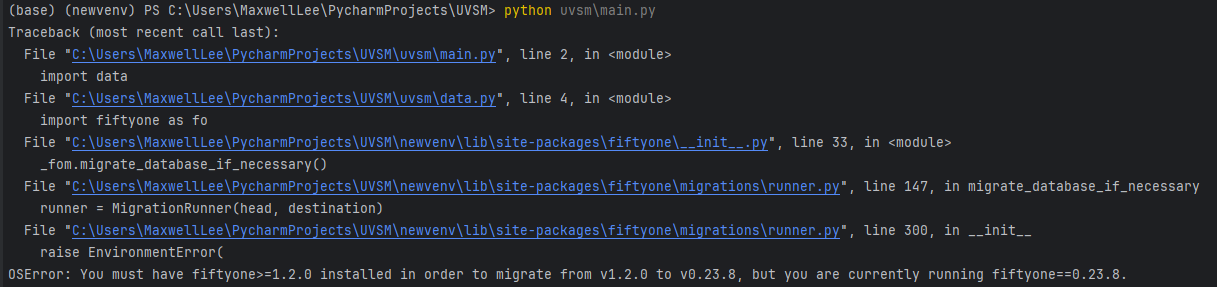 (base) (newvenv) PS C:\Users\MaxwellLee\PycharmProjects\UVSM> python uvsm\main.py
Traceback (most recent call last):
  File "C:\Users\MaxwellLee\PycharmProjects\UVSM\uvsm\main.py", line 2, in <module>
    import data
  File "C:\Users\MaxwellLee\PycharmProjects\UVSM\uvsm\data.py", line 4, in <module>
    import fiftyone as fo
  File "C:\Users\MaxwellLee\PycharmProjects\UVSM\newvenv\lib\site-packages\fiftyone\__init__.py", line 33, in <module>
    _fom.migrate_database_if_necessary()
  File "C:\Users\MaxwellLee\PycharmProjects\UVSM\newvenv\lib\site-packages\fiftyone\migrations\runner.py", line 147, in migrate_database_if_necessary
    runner = MigrationRunner(head, destination)
  File "C:\Users\MaxwellLee\PycharmProjects\UVSM\newvenv\lib\site-packages\fiftyone\migrations\runner.py", line 300, in __init__
    raise EnvironmentError(
OSError: You must have fiftyone>=1.2.0 installed in order to migrate from v1.2.0 to v0.23.8, but you are currently running fiftyone==0.23.8.